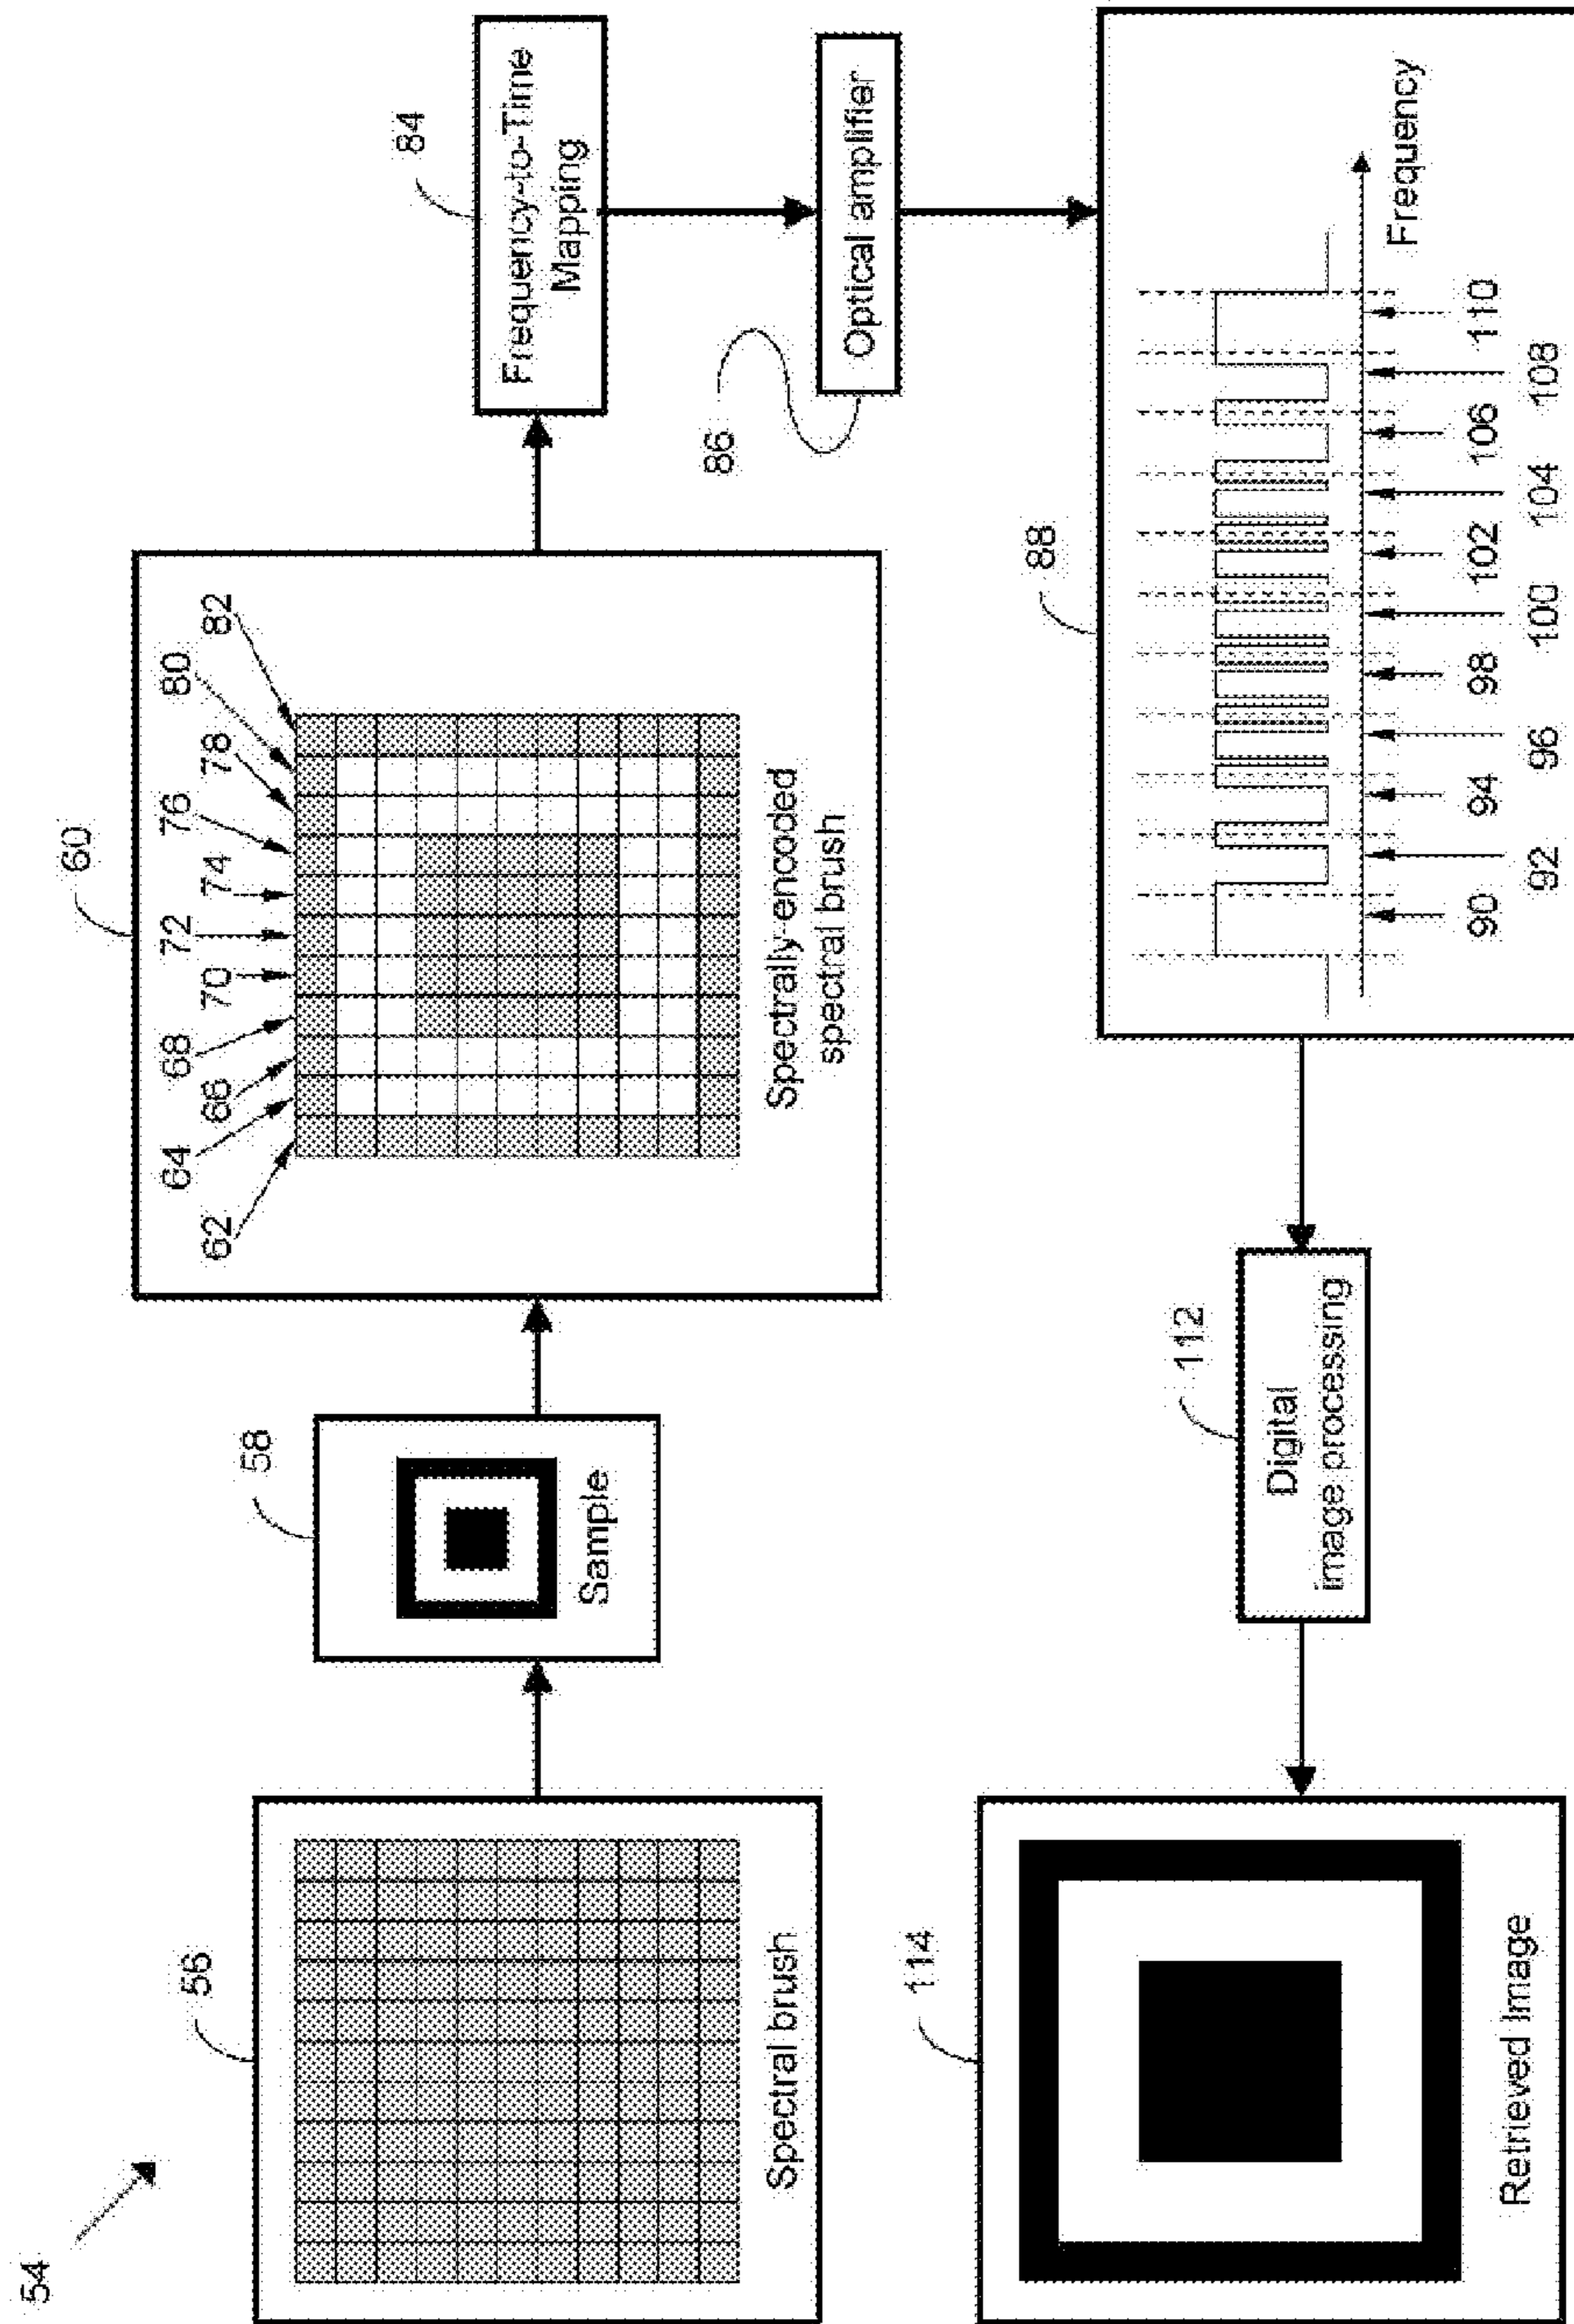 54
56
Spectral brush
58
Sample
60
62
64
66
68
70
72
74
76
78
80
82
Spectrally-encoded
spectral brush
84
Frequency-to-Time
Mapping
86
Optical amplifier
88
Frequency
90
92
94
96
98
100
102
104
106
108
110
112
Digital
image processing
114
Retrieved Image